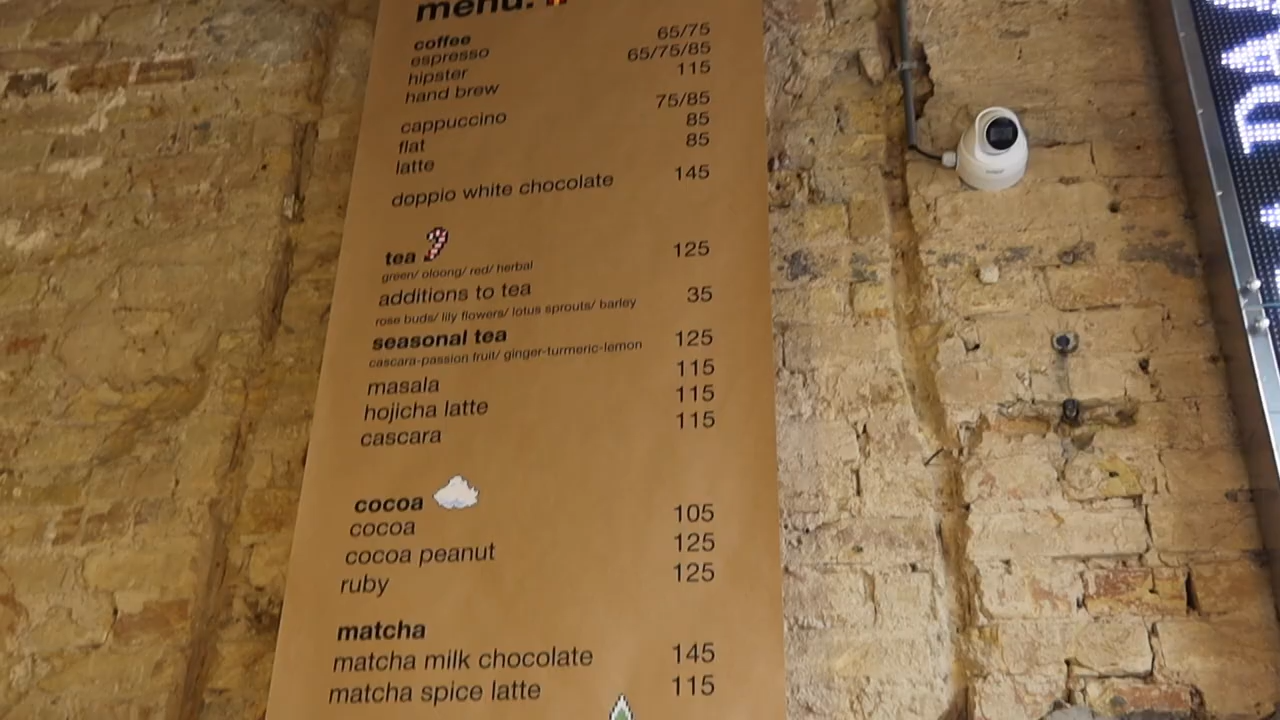 menu:
coffee
espresso 65/75
hipster 65/75/85
hand brew 115
cappuccino 75/85
flat 85
latte 85
doppio white chocolate 145
tea 125
green/ oloong/ red/ herbal
additions to tea 35
rose buds/ lily flowers/ lotus sprouts/ barley
seasonal tea 125
cascara-passion fruit/ ginger-turmeric-lemon
masala 115
hojicha latte 115
cascara 115
cocoa
cocoa 105
cocoa peanut 125
ruby 125
matcha
matcha milk chocolate 145
matcha spice latte 115
DA